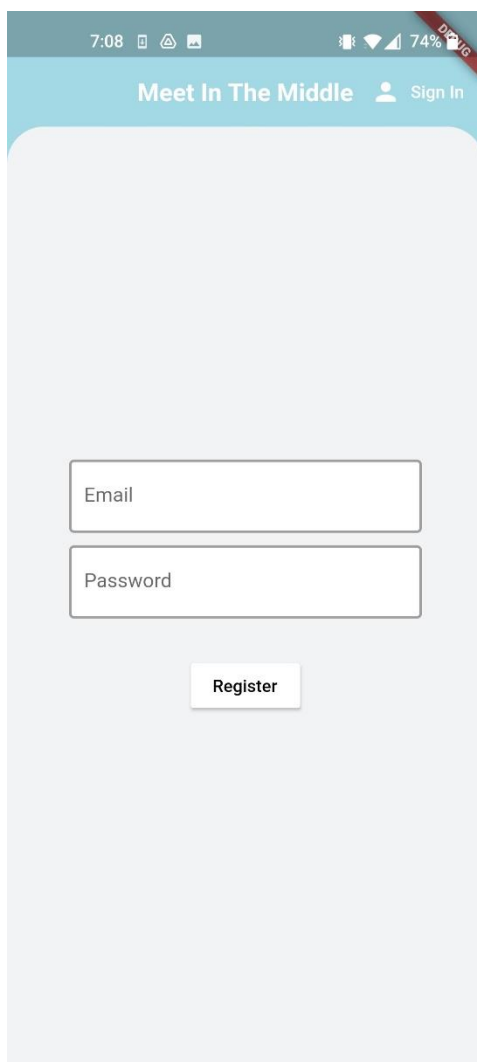 7:08 74%
DEBUG
Meet In The Middle Sign In
Email
Password
Register